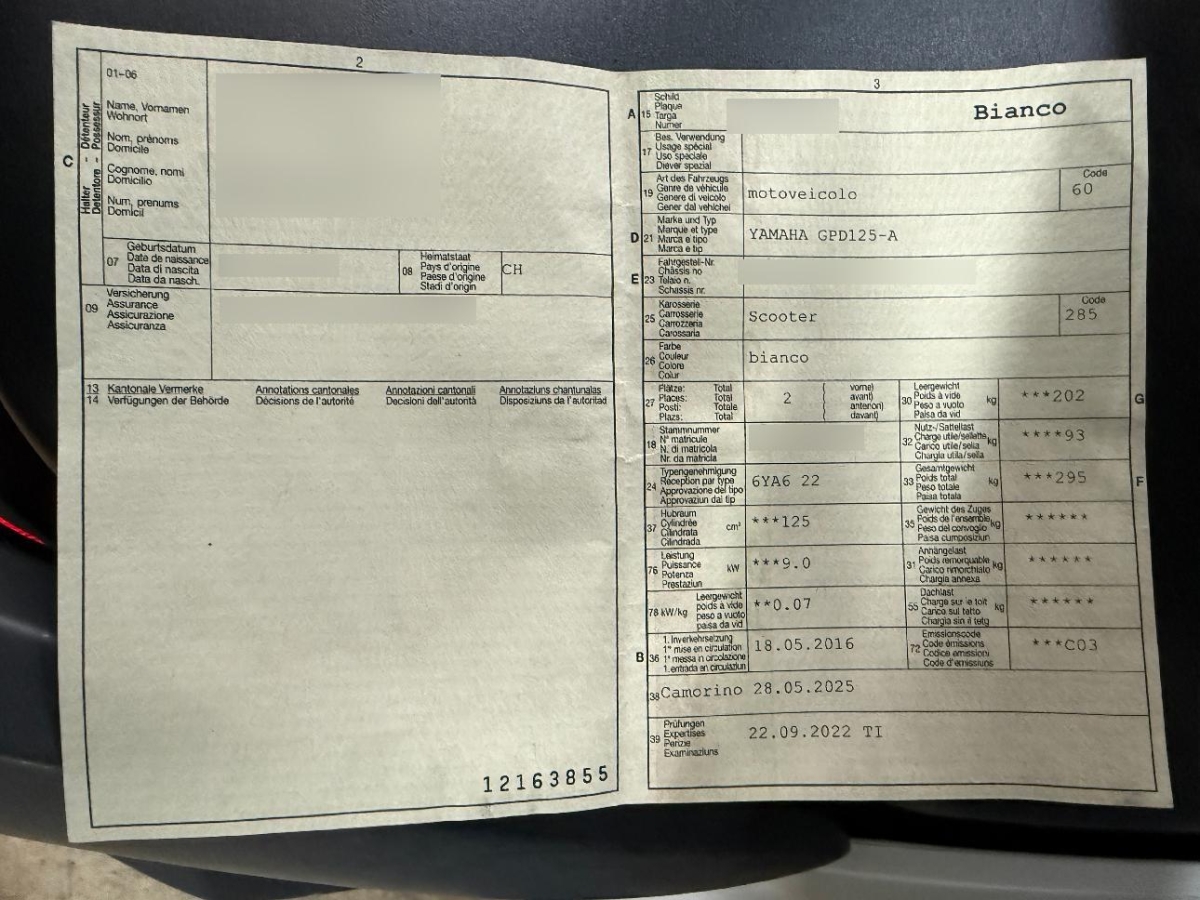 2
01-06
Halter - Détenteur
Detentore - Possessur
C
Name, Vornamen
Wohnort
Nom, prénoms
Domicile
Cognome, nomi
Domicilio
Num, prenums
Domicil
07
Geburtsdatum
Date de naissance
Data di nascita
Data da nasch.
08
Heimatstaat
Pays d'origine
Paese d'origine
Stadi d'origin
CH
09
Versicherung
Assurance
Assicurazione
Assicuranza
13 Kantonale Vermerke Annotations cantonales Annotazioni cantonali Annotaziuns chantunalas
14 Verfügungen der Behörde Décisions de l'autorité Decisioni dell'autorità Disposiziuns da l'autoritad
12163855
3
A 15
Schild
Plaque
Targa
Numer
Bianco
17
Bes. Verwendung
Usage spécial
Uso speciale
Diever spezial
19
Art des Fahrzeugs
Genre de véhicule
Genere di veicolo
Gener dal vehichel
motoveicolo
Code
60
D 21
Marke und Typ
Marque et type
Marca e tipo
Marca e tip
YAMAHA GPD125-A
E 23
Fahrgestell-Nr.
Châssis no
Telaio n.
Schassis nr.
25
Karosserie
Carrosserie
Carrozzeria
Carossaria
Scooter
Code
285
26
Farbe
Couleur
Colore
Colur
bianco
27
Plätze: Total
Places: Total
Posti: Totale
Plazs: Total
2
( vorne)
( avant)
( anteriori)
( davant)
30
Leergewicht
Poids à vide
Peso a vuoto
Paisa da vid
kg
***202
G
18
Stammnummer
N° matricule
N. di matricola
Nr. da matricla
32
Nutz-/Sattellast
Charge utile/sellette
Carico utile/sella
Chargia utila/sella
kg
****93
24
Typengenehmigung
Réception par type
Approvazione del tipo
Approvaziun dal tip
6YA6 22
33
Gesamtgewicht
Poids total
Peso totale
Paisa totala
kg
***295
F
37
Hubraum
Cylindrée
Cilindrata
Cilindrada
cm³
***125
35
Gewicht des Zuges
Poids de l'ensemble
Peso del convoglio
Paisa cumposiziun
kg
******
76
Leistung
Puissance
Potenza
Prestaziun
kW
***9.0
31
Anhängelast
Poids remorquable
Carico rimorchiato
Chargia annexa
kg
******
78 kW/kg
Leergewicht
poids à vide
peso a vuoto
paisa da vid
**0.07
55
Dachlast
Charge sur le toit
Carico sul tetto
Chargia sin il tetg
kg
******
B 36
1. Inverkehrsetzung
1re mise en circulation
1a messa in circolazione
1. entrada en circulaziun
18.05.2016
72
Emissionscode
Code émissions
Codice emissioni
Code d'emissiuns
***C03
38 Camorino 28.05.2025
39
Prüfungen
Expertises
Perizie
Examinaziuns
22.09.2022 TI